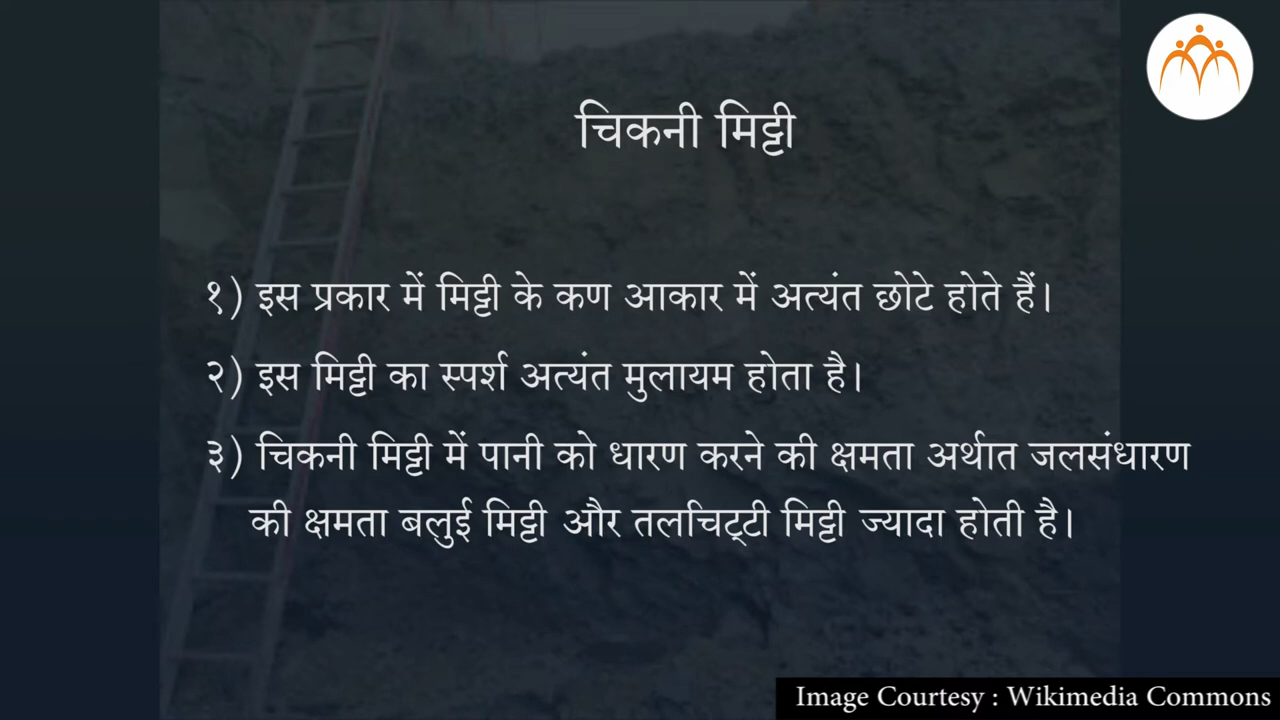 चिकनी मिट्टी
१) इस प्रकार में मिट्टी के कण आकार में अत्यंत छोटे होते हैं।
२) इस मिट्टी का स्पर्श अत्यंत मुलायम होता है।
३) चिकनी मिट्टी में पानी को धारण करने की क्षमता अर्थात जलसंधारण
की क्षमता बलुई मिट्टी और तलचिट्‌टी मिट्टी ज्यादा होती है।
Image Courtesy : Wikimedia Commons